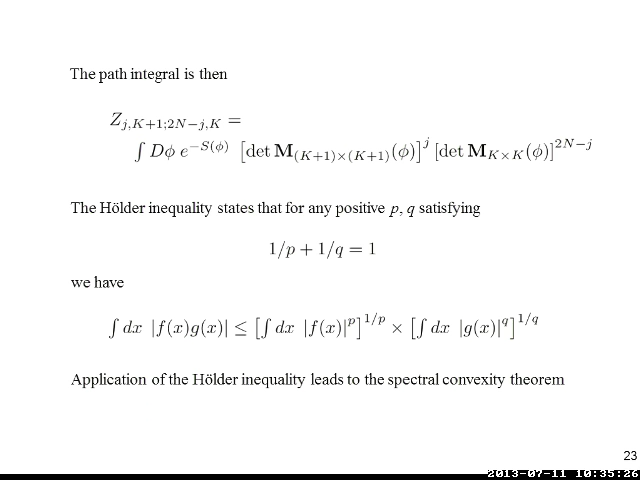 The path integral is then
Z_{j,K+1;2N−j,K} =
∫ Dϕ e^{−S(ϕ)} [det M_{(K+1)×(K+1)}(ϕ)]^j [det M_{K×K}(ϕ)]^{2N−j}
The Hölder inequality states that for any positive p, q satisfying
1/p + 1/q = 1
we have
∫ dx |f(x)g(x)| ≤ [∫ dx |f(x)|^p]^{1/p} × [∫ dx |g(x)|^q]^{1/q}
Application of the Hölder inequality leads to the spectral convexity theorem
23
2013-07-11 10:35:26